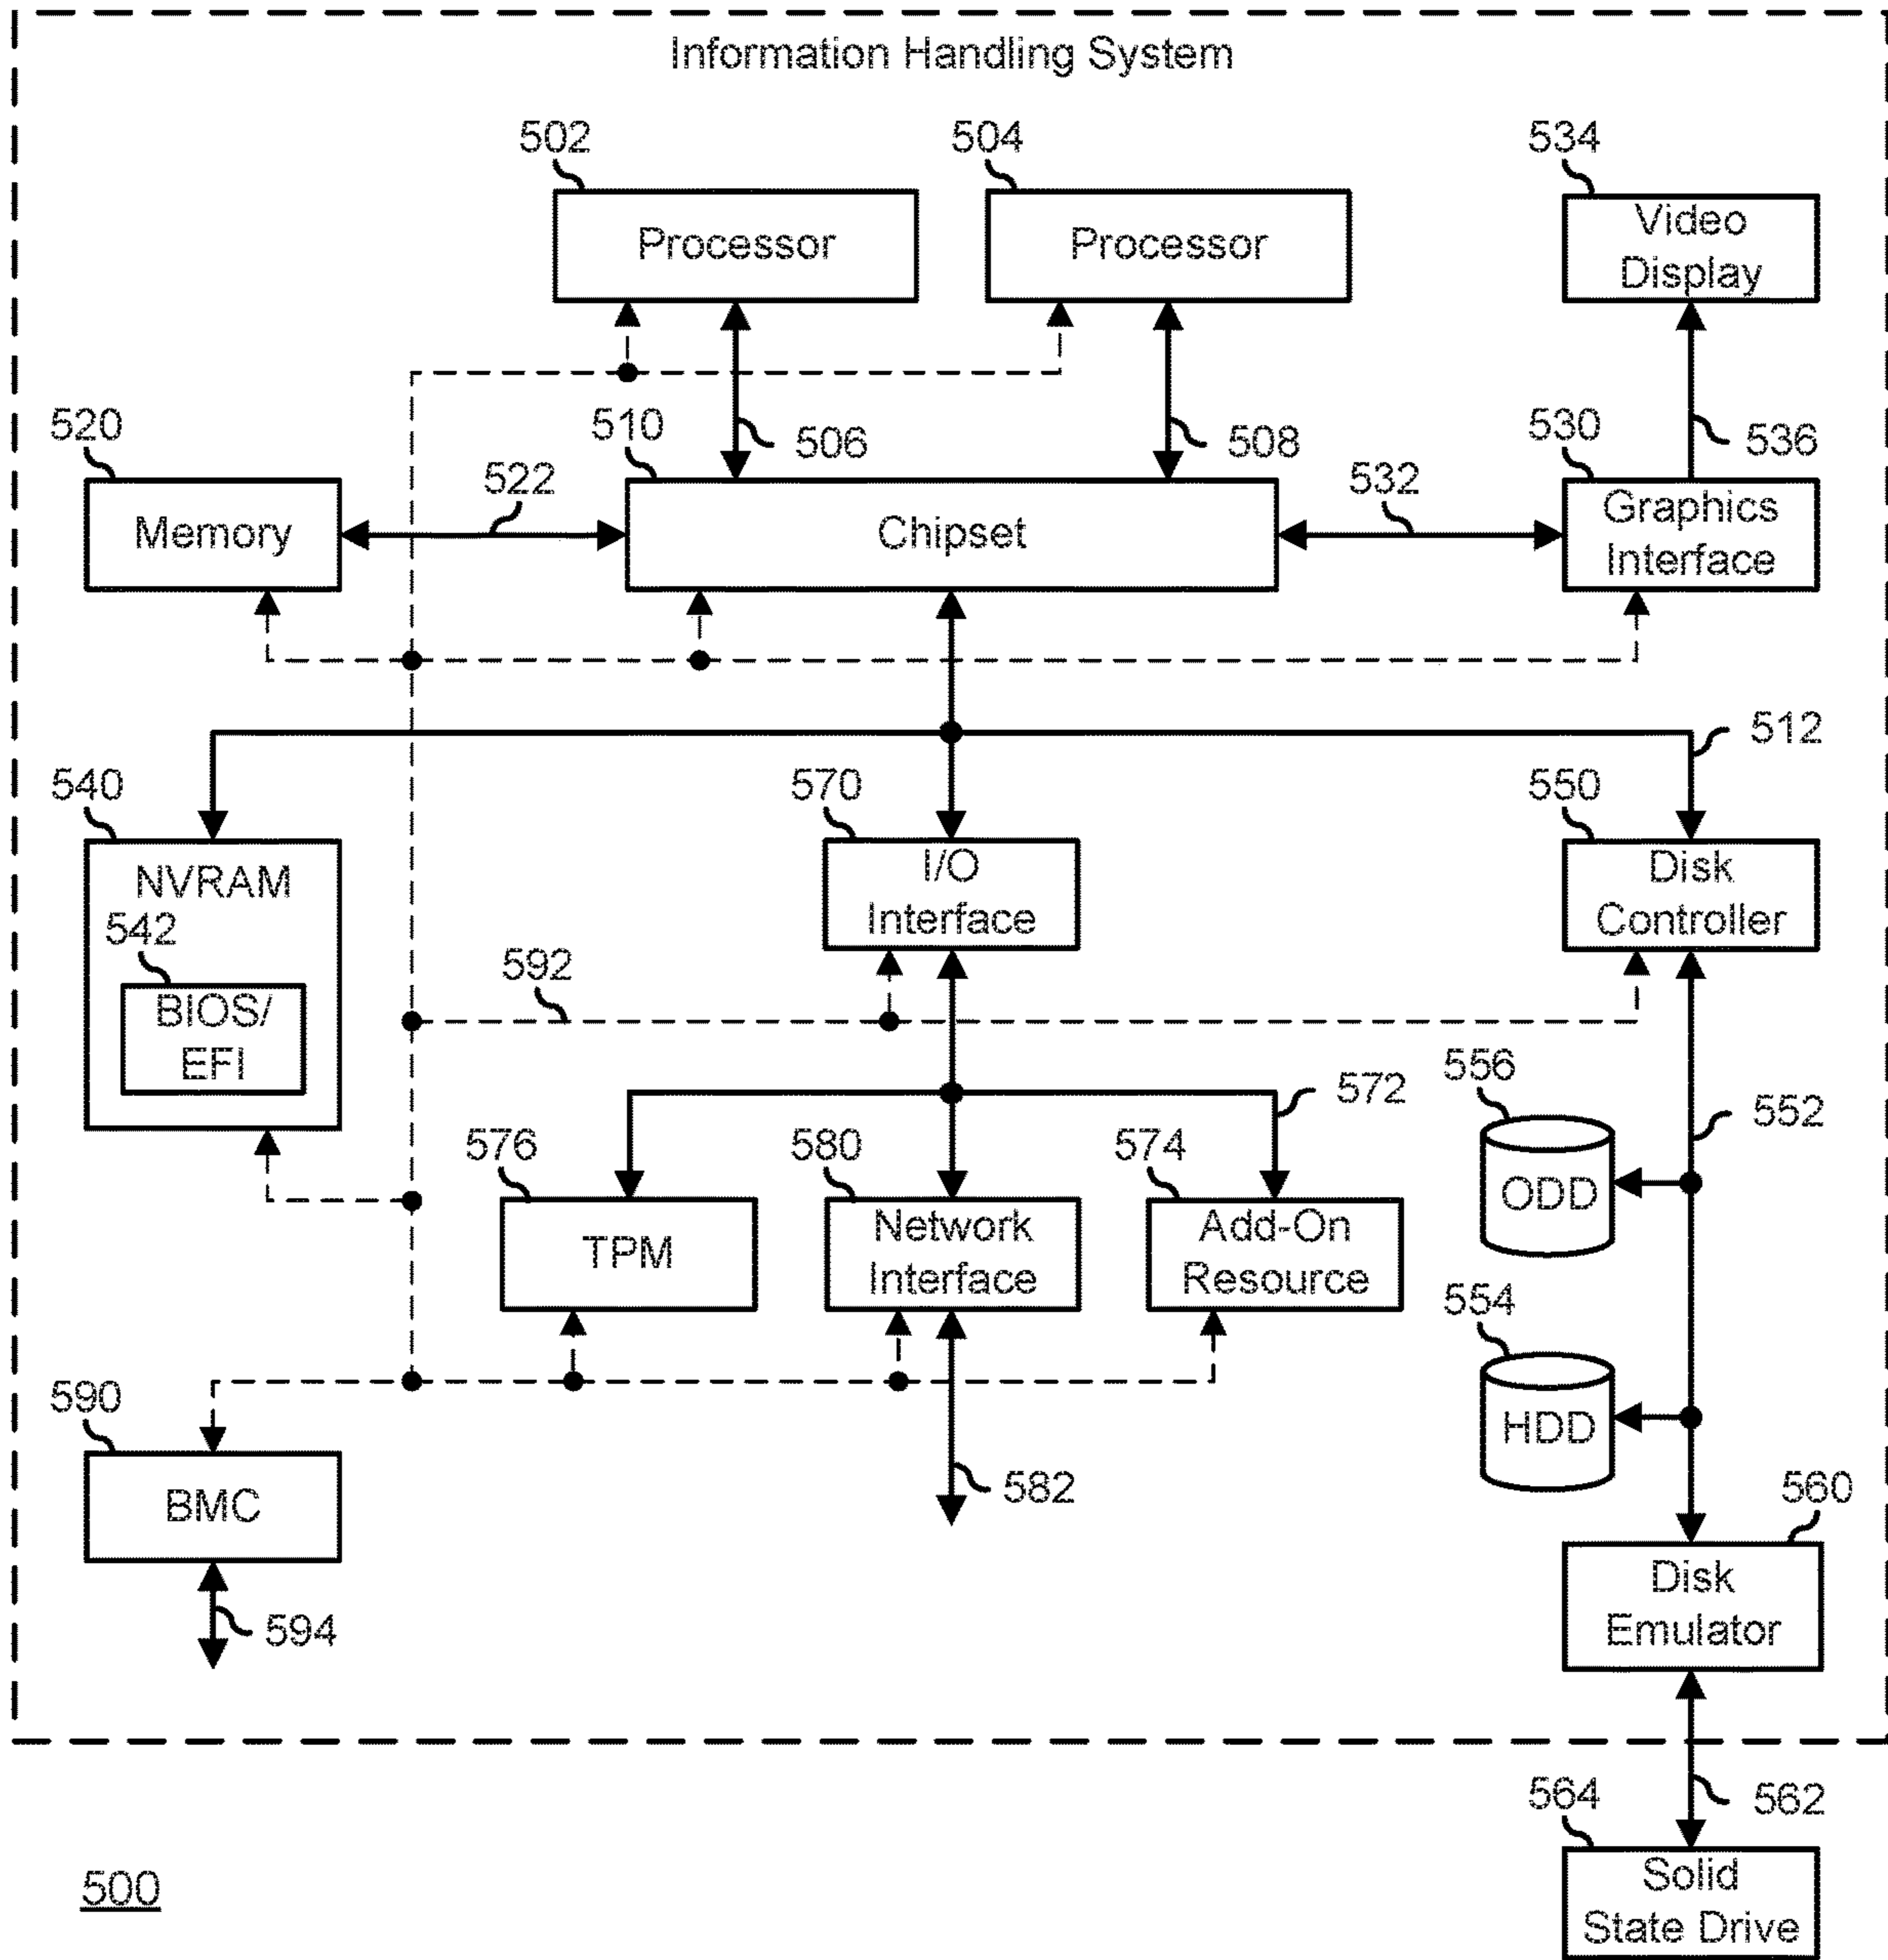 Information Handling System
502
504
534
Processor
Processor
Video
Display
520
510
506
508
530
536
522
532
Memory
Chipset
Graphics
Interface
512
540
570
550
NVRAM
I/O
Interface
Disk
Controller
542
592
BIOS/
EFI
556
572
552
576
580
574
ODD
TPM
Network
Interface
Add-On
Resource
554
590
HDD
582
560
BMC
Disk
Emulator
594
564
562
500
Solid
State Drive